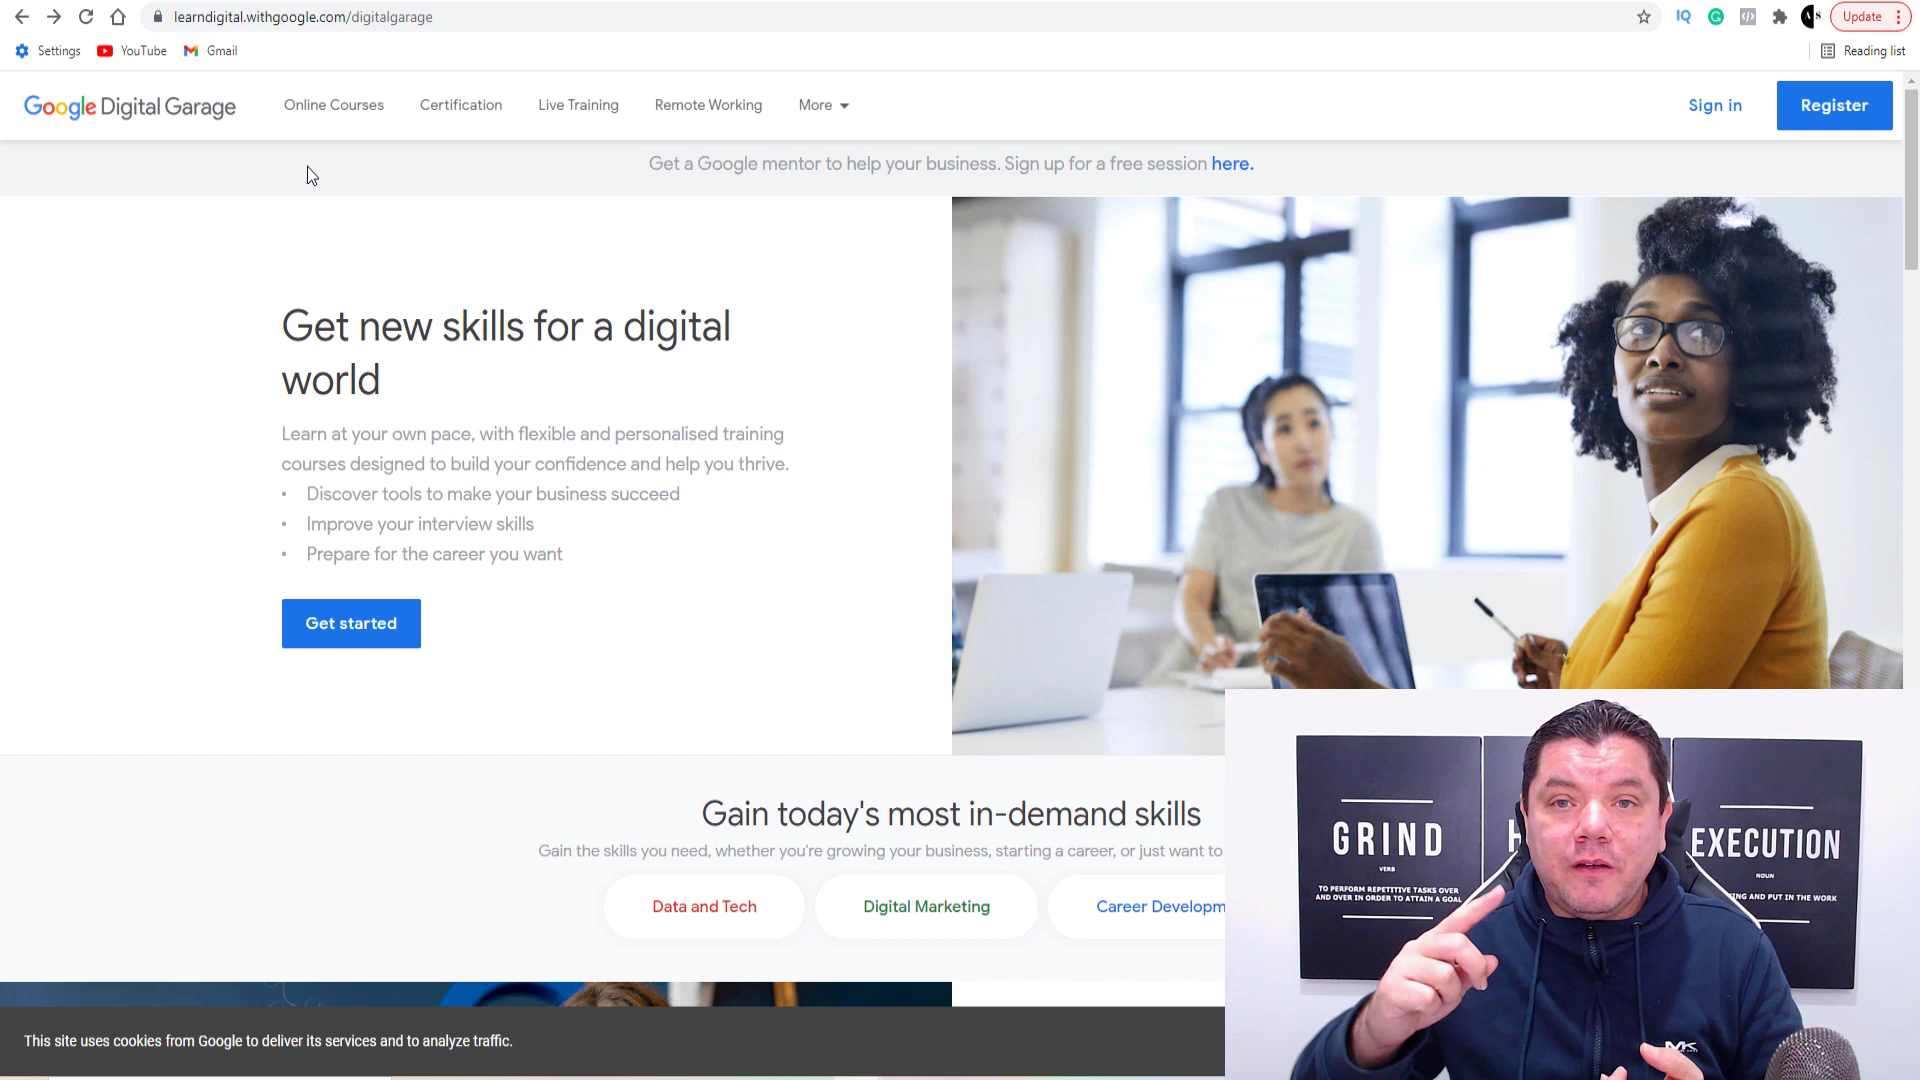 learndigital.withgoogle.com/digitalgarage
IQ
Update
Settings
YouTube
Gmail
Reading list
Google Digital Garage
Online Courses
Certification
Live Training
Remote Working
More
Sign in
Register
Get a Google mentor to help your business. Sign up for a free session here.
Get new skills for a digital
world
Learn at your own pace, with flexible and personalised training
courses designed to build your confidence and help you thrive.
• Discover tools to make your business succeed
• Improve your interview skills
• Prepare for the career you want
Get started
Gain today's most in-demand skills
Gain the skills you need, whether you're growing your business, starting a career, or just want to
Data and Tech
Digital Marketing
Career Developm
This site uses cookies from Google to deliver its services and to analyze traffic.
GRIND
VERB
TO PERFORM REPETITIVE TASKS OVER
AND OVER IN ORDER TO ATTAIN A GOAL
H
EXECUTION
NOUN
ING AND PUT IN THE WORK
MK